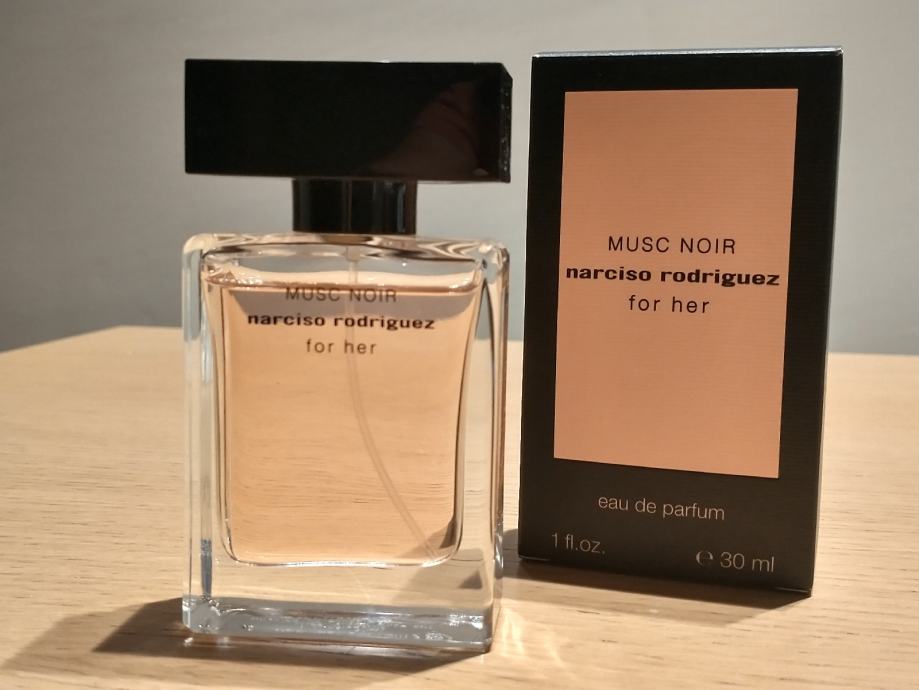 MUSC NOIR
narciso rodriguez
for her
MUSC NOIR
narciso rodriguez
for her
eau de parfum
1 fl.oz. ℮ 30 ml